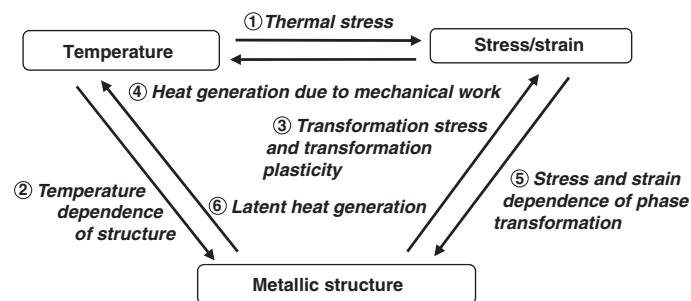 ① Thermal stress
Temperature
Stress/strain
④ Heat generation due to mechanical work
③ Transformation stress
and transformation
plasticity
② Temperature
dependence
of structure
⑥ Latent heat generation
⑤ Stress and strain
dependence of phase
transformation
Metallic structure